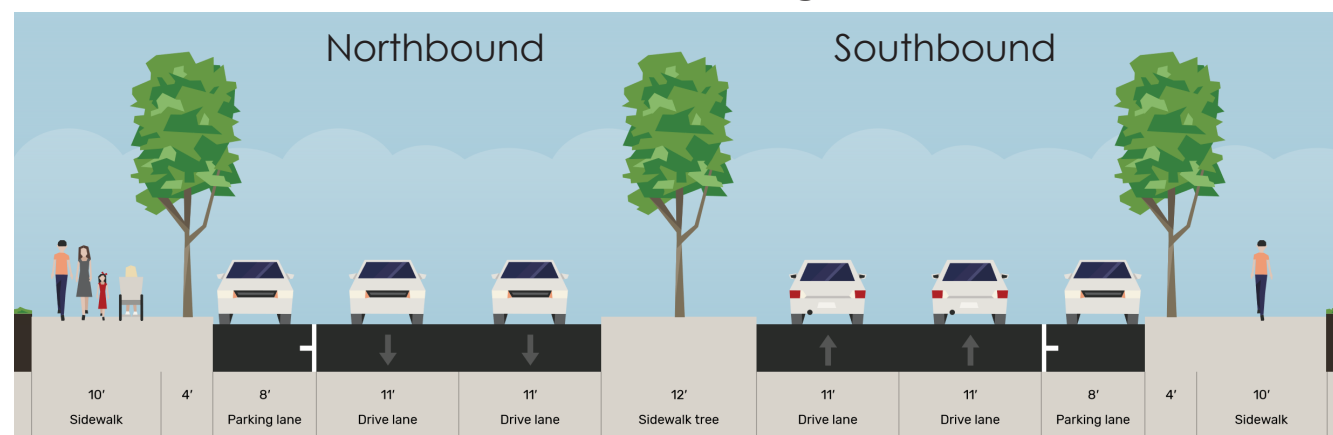 Northbound
Southbound
10' 4' 8' 11' 11' 12' 11' 11' 8' 4' 10'
Sidewalk Parking lane Drive lane Drive lane Sidewalk tree Drive lane Drive lane Parking lane Sidewalk